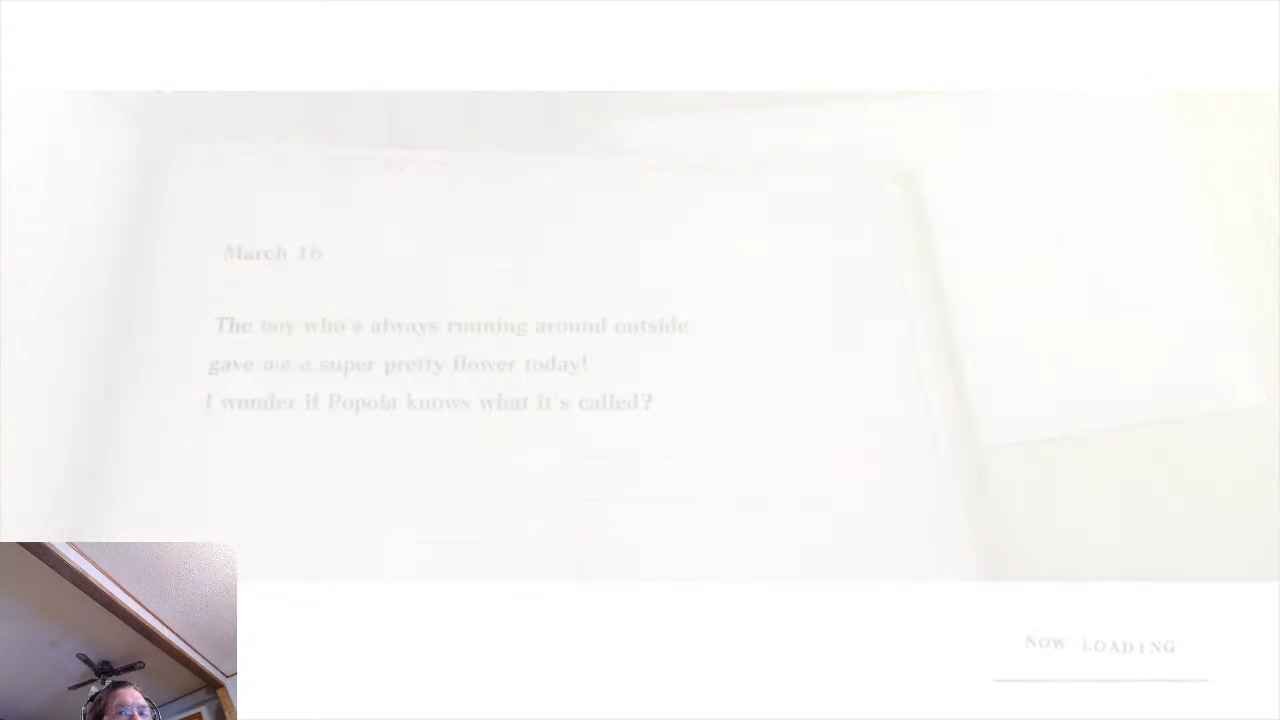 March 16
The boy who's always running around outside
gave me a super pretty flower today!
I wonder if Popola knows what it's called?
NOW LOADING